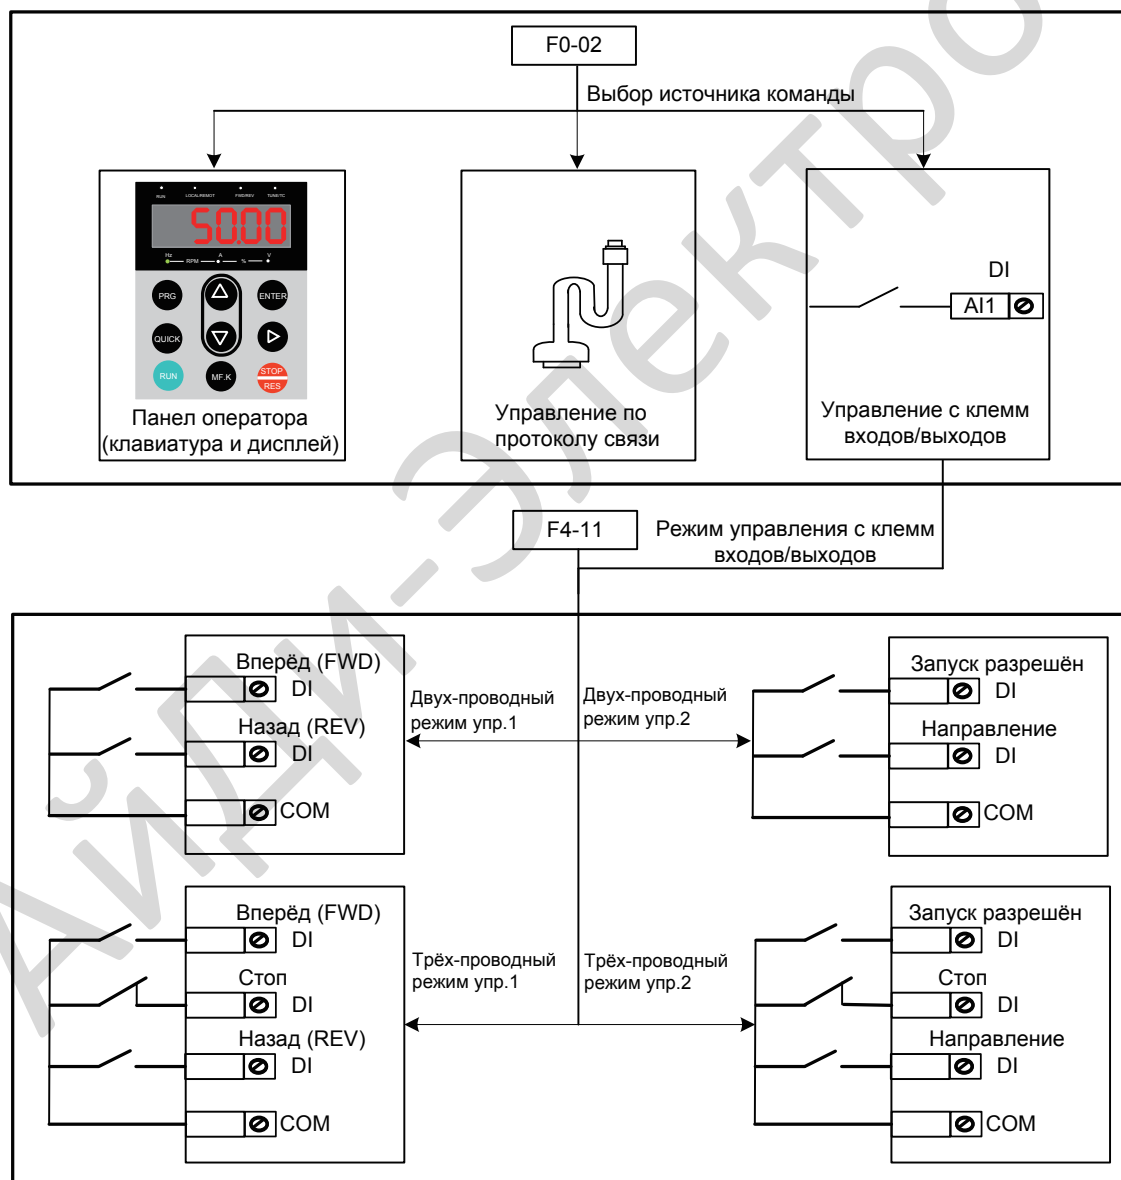 F0-02
Выбор источника команды
RUN LOCAL/REMOT FWD/REV TUNE/TC
50.00
Hz RPM A % V
PRG ENTER
QUICK
RUN MF.K STOP RES
Панел оператора
(клавиатура и дисплей)
Управление по
протоколу связи
DI
AI1
Управление с клемм
входов/выходов
F4-11
Режим управления с клемм
входов/выходов
Вперёд (FWD)
DI
Назад (REV)
DI
COM
Двух-проводный
режим упр.1
Двух-проводный
режим упр.2
Запуск разрешён
DI
Направление
DI
COM
Вперёд (FWD)
DI
Стоп
DI
Назад (REV)
DI
COM
Трёх-проводный
режим упр.1
Трёх-проводный
режим упр.2
Запуск разрешён
DI
Стоп
DI
Направление
DI
COM
АйДи-Электро